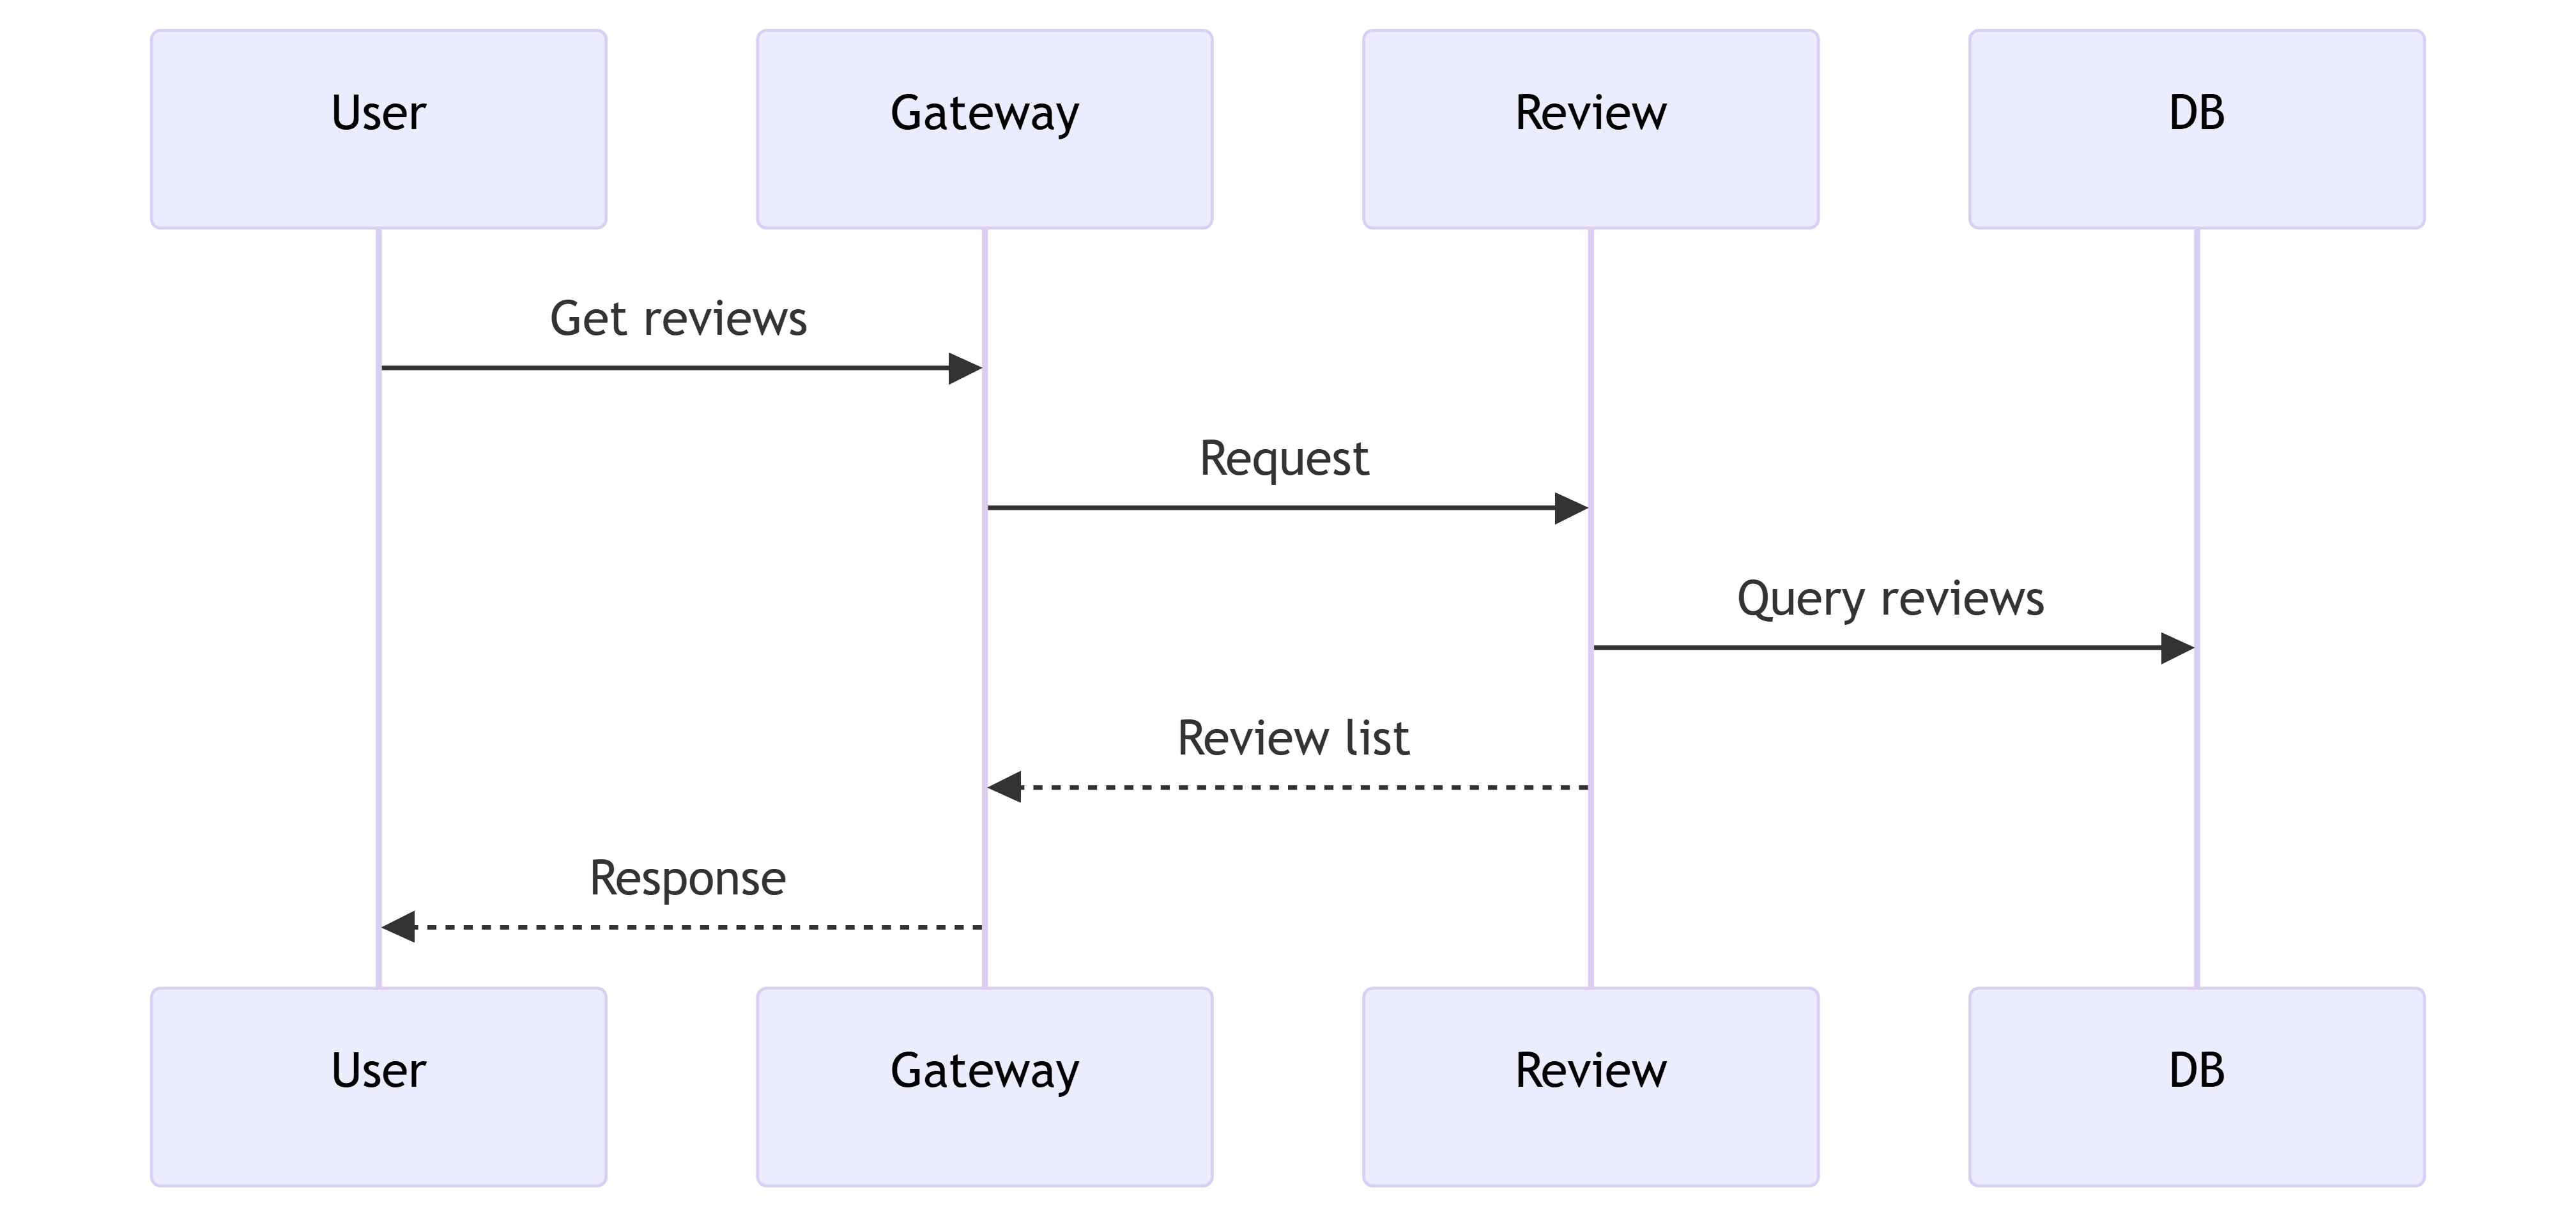 User
Gateway
Review
DB
Get reviews
Request
Query reviews
Review list
Response
User
Gateway
Review
DB